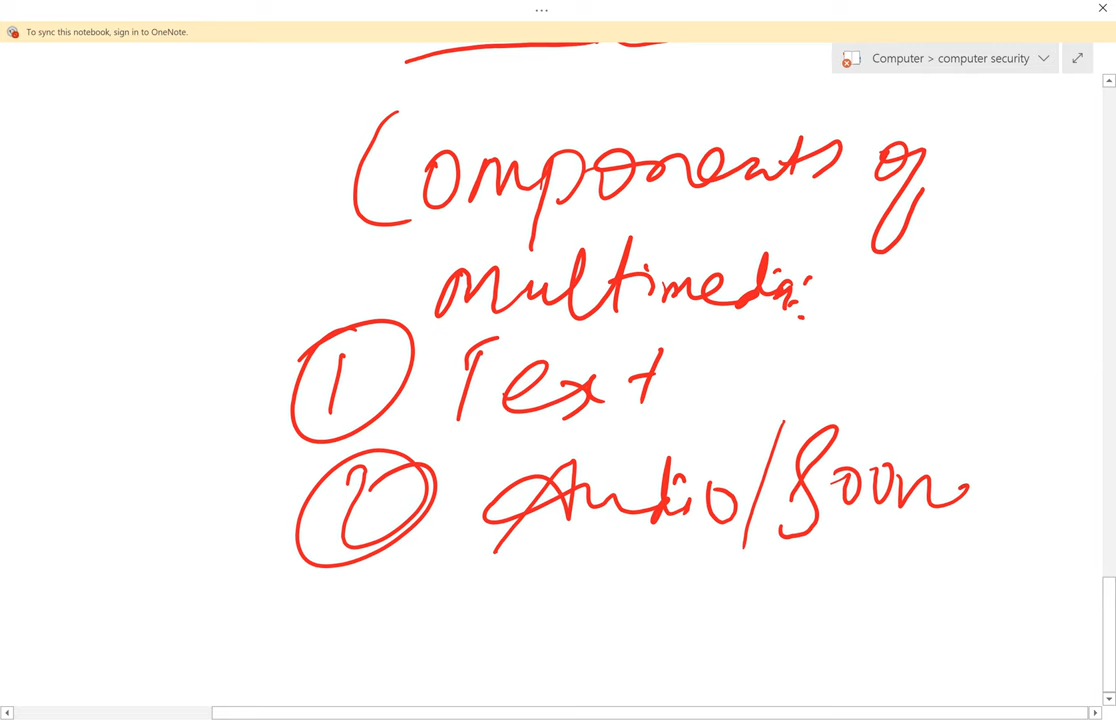 To sync this notebook, sign in to OneNote.
Computer > computer security
Components of
multimedia:
① Text
② Audio/Soun